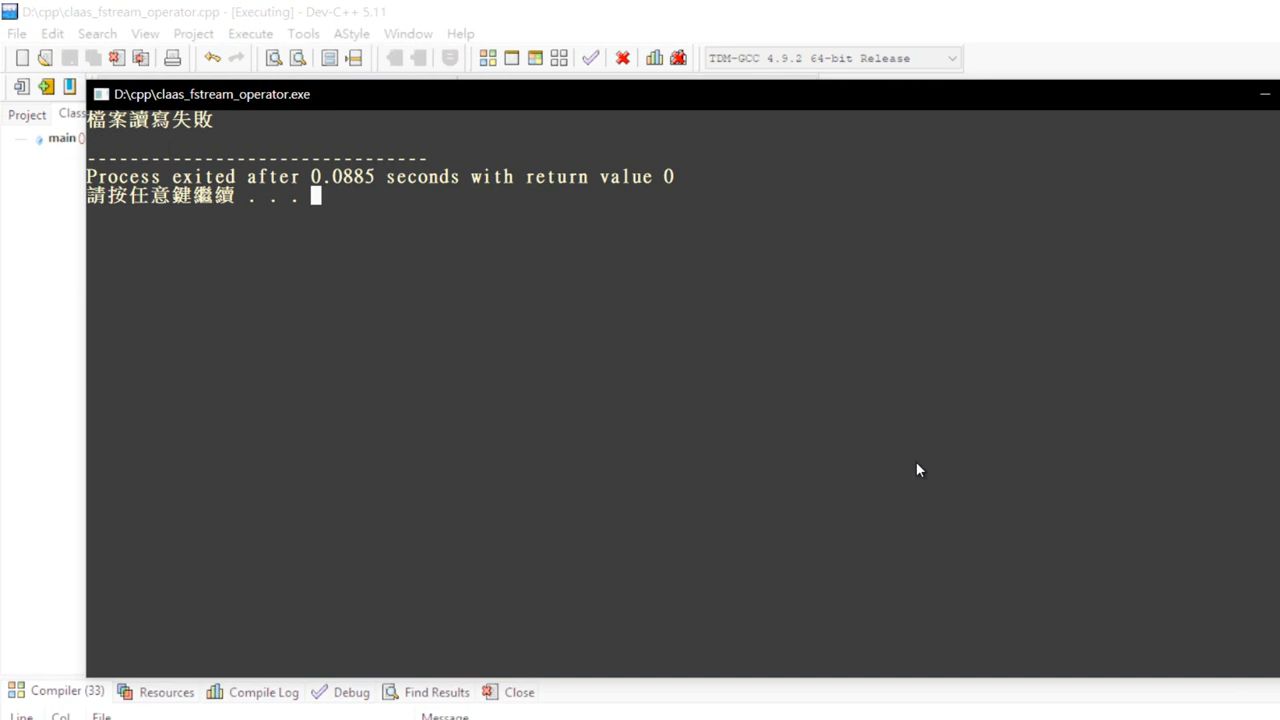 D:\cpp\claas_fstream_operator.cpp - [Executing] - Dev-C++ 5.11
File Edit Search View Project Execute Tools AStyle Window Help
TDM-GCC 4.9.2 64-bit Release
D:\cpp\claas_fstream_operator.exe
Project Clas
檔案讀寫失敗
main ()
--------------------------------
Process exited after 0.0885 seconds with return value 0
請按任意鍵繼續 . . .
Compiler (33) Resources Compile Log Debug Find Results Close
Line Col File Message